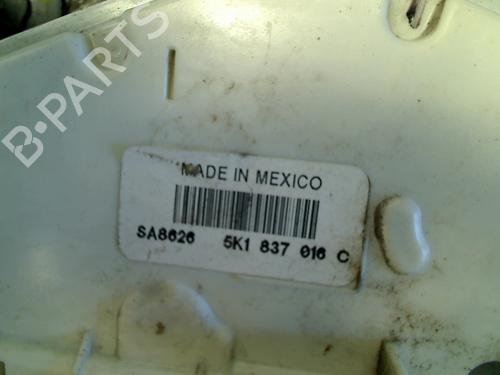 B-PARTS
MADE IN MEXICO
SA8626 5K1 837 016 C